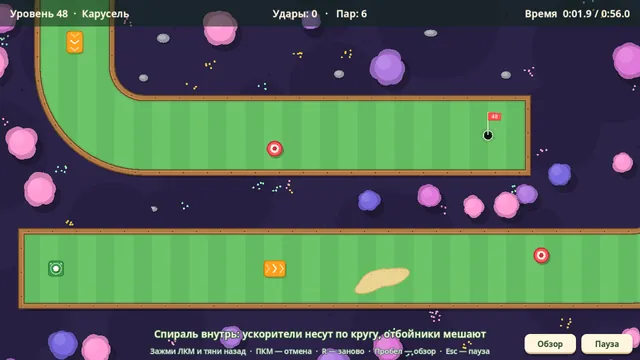 Уровень 48 · Карусель
Удары: 0 · Пар: 6
Время 0:01.9 / 0:56.0
48
Спираль внутрь: ускорители несут по кругу, отбойники мешают
Зажми ЛКМ и тяни назад · ПКМ — отмена · R — заново · Пробел — обзор · Esc — пауза
Обзор
Пауза